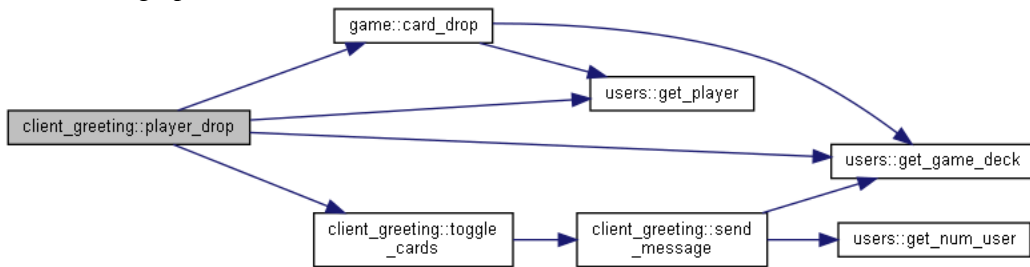 game::card_drop
users::get_player
client_greeting::player_drop
users::get_game_deck
client_greeting::toggle
_cards
client_greeting::send
_message
users::get_num_user